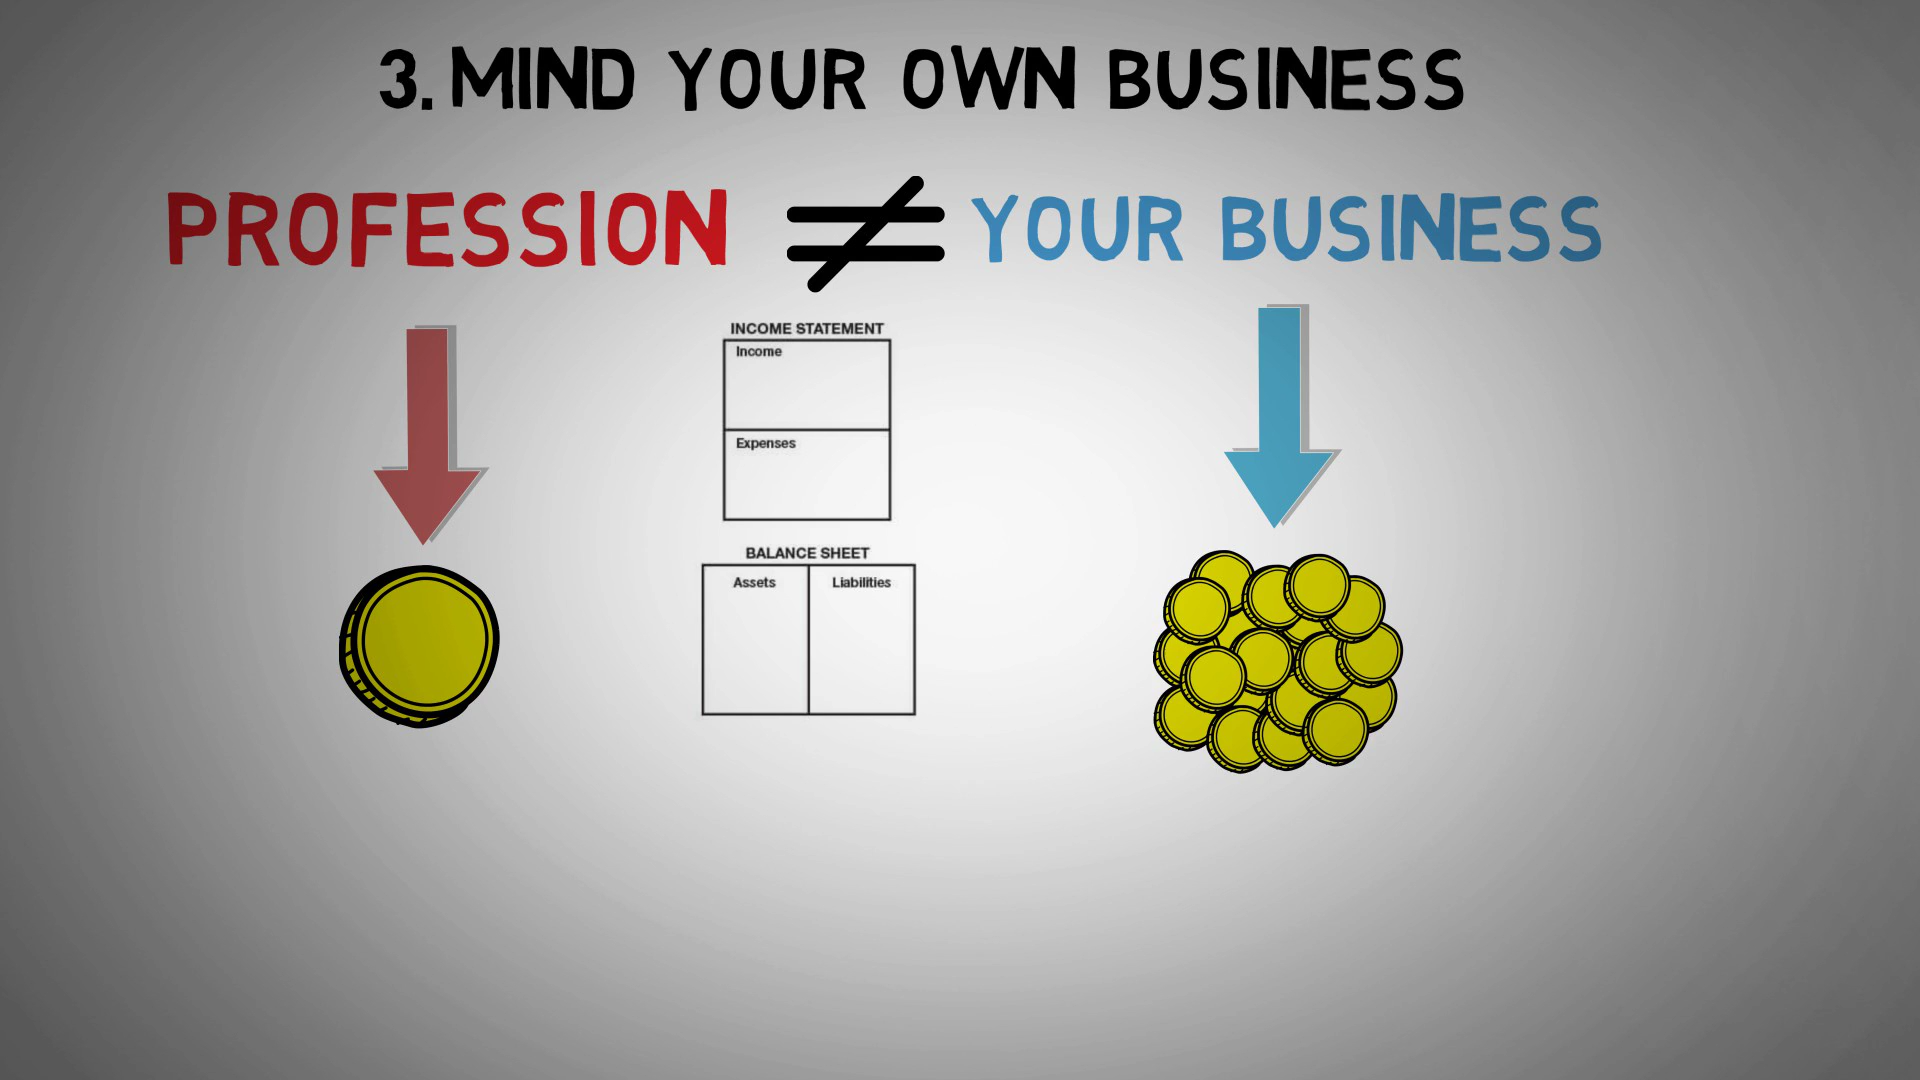 3. MIND YOUR OWN BUSINESS
PROFESSION ≠ YOUR BUSINESS
INCOME STATEMENT
Income
Expenses
BALANCE SHEET
Assets Liabilities